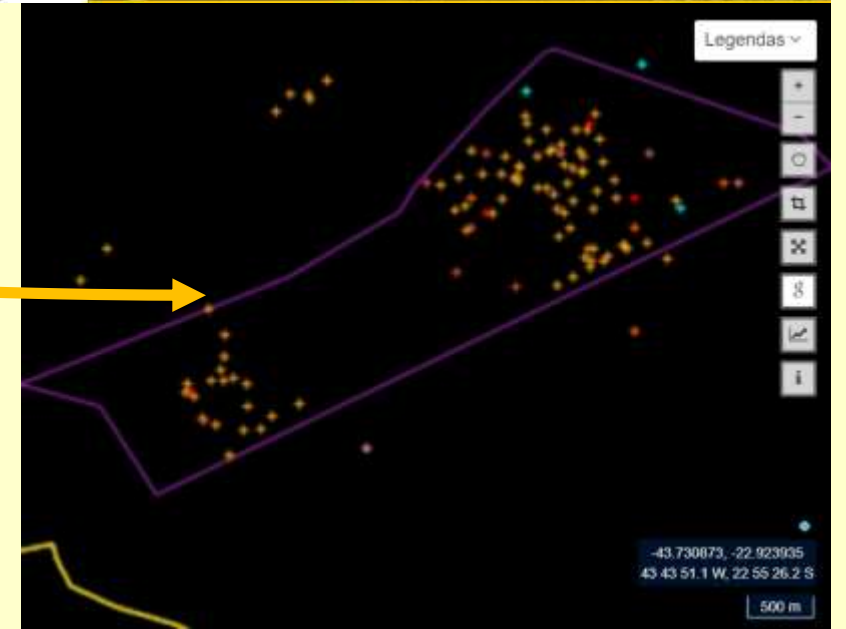 Legendas
+
−
g
i
-43.730873, -22.923935
43 43 51.1 W, 22 55 26.2 S
500 m